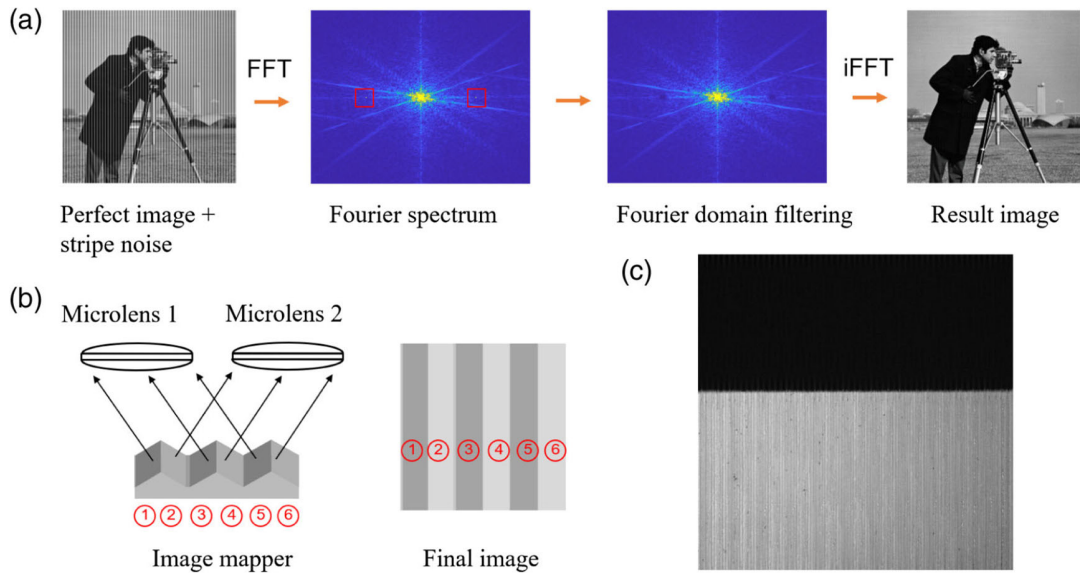 (a)
FFT
iFFT
Perfect image +
stripe noise
Fourier spectrum
Fourier domain filtering
Result image
(b)
Microlens 1
Microlens 2
① ② ③ ④ ⑤ ⑥
Image mapper
① ② ③ ④ ⑤ ⑥
Final image
(c)